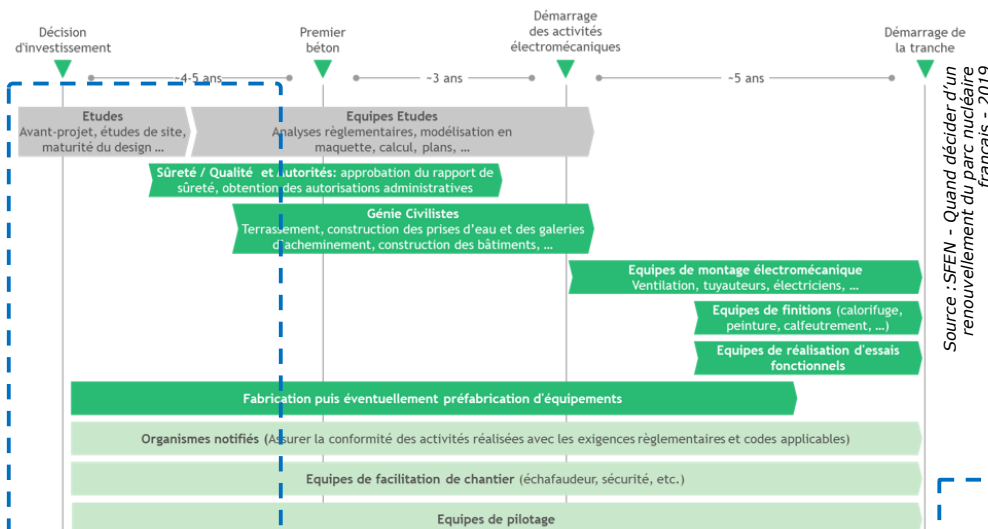 Décision
d'investissement
Premier
béton
Démarrage
des activités
électromécaniques
Démarrage de
la tranche
~4-5 ans
~3 ans
~5 ans
Etudes
Avant-projet, études de site,
maturité du design …
Equipes Etudes
Analyses règlementaires, modélisation en
maquette, calcul, plans, …
Sûreté / Qualité et Autorités: approbation du rapport de
sûreté, obtention des autorisations administratives
Génie Civilistes
Terrassement, construction des prises d’eau et des galeries
d’acheminement, construction des bâtiments, …
Equipes de montage électromécanique
Ventilation, tuyauteurs, électriciens, …
Equipes de finitions (calorifuge,
peinture, calfeutrement, …)
Equipes de réalisation d'essais
fonctionnels
Fabrication puis éventuellement préfabrication d'équipements
Organismes notifiés (Assurer la conformité des activités réalisées avec les exigences règlementaires et codes applicables)
Equipes de facilitation de chantier (échafaudeur, sécurité, etc.)
Equipes de pilotage
Source : SFEN - Quand décider d’un
renouvellement du parc nucléaire
français - 2019